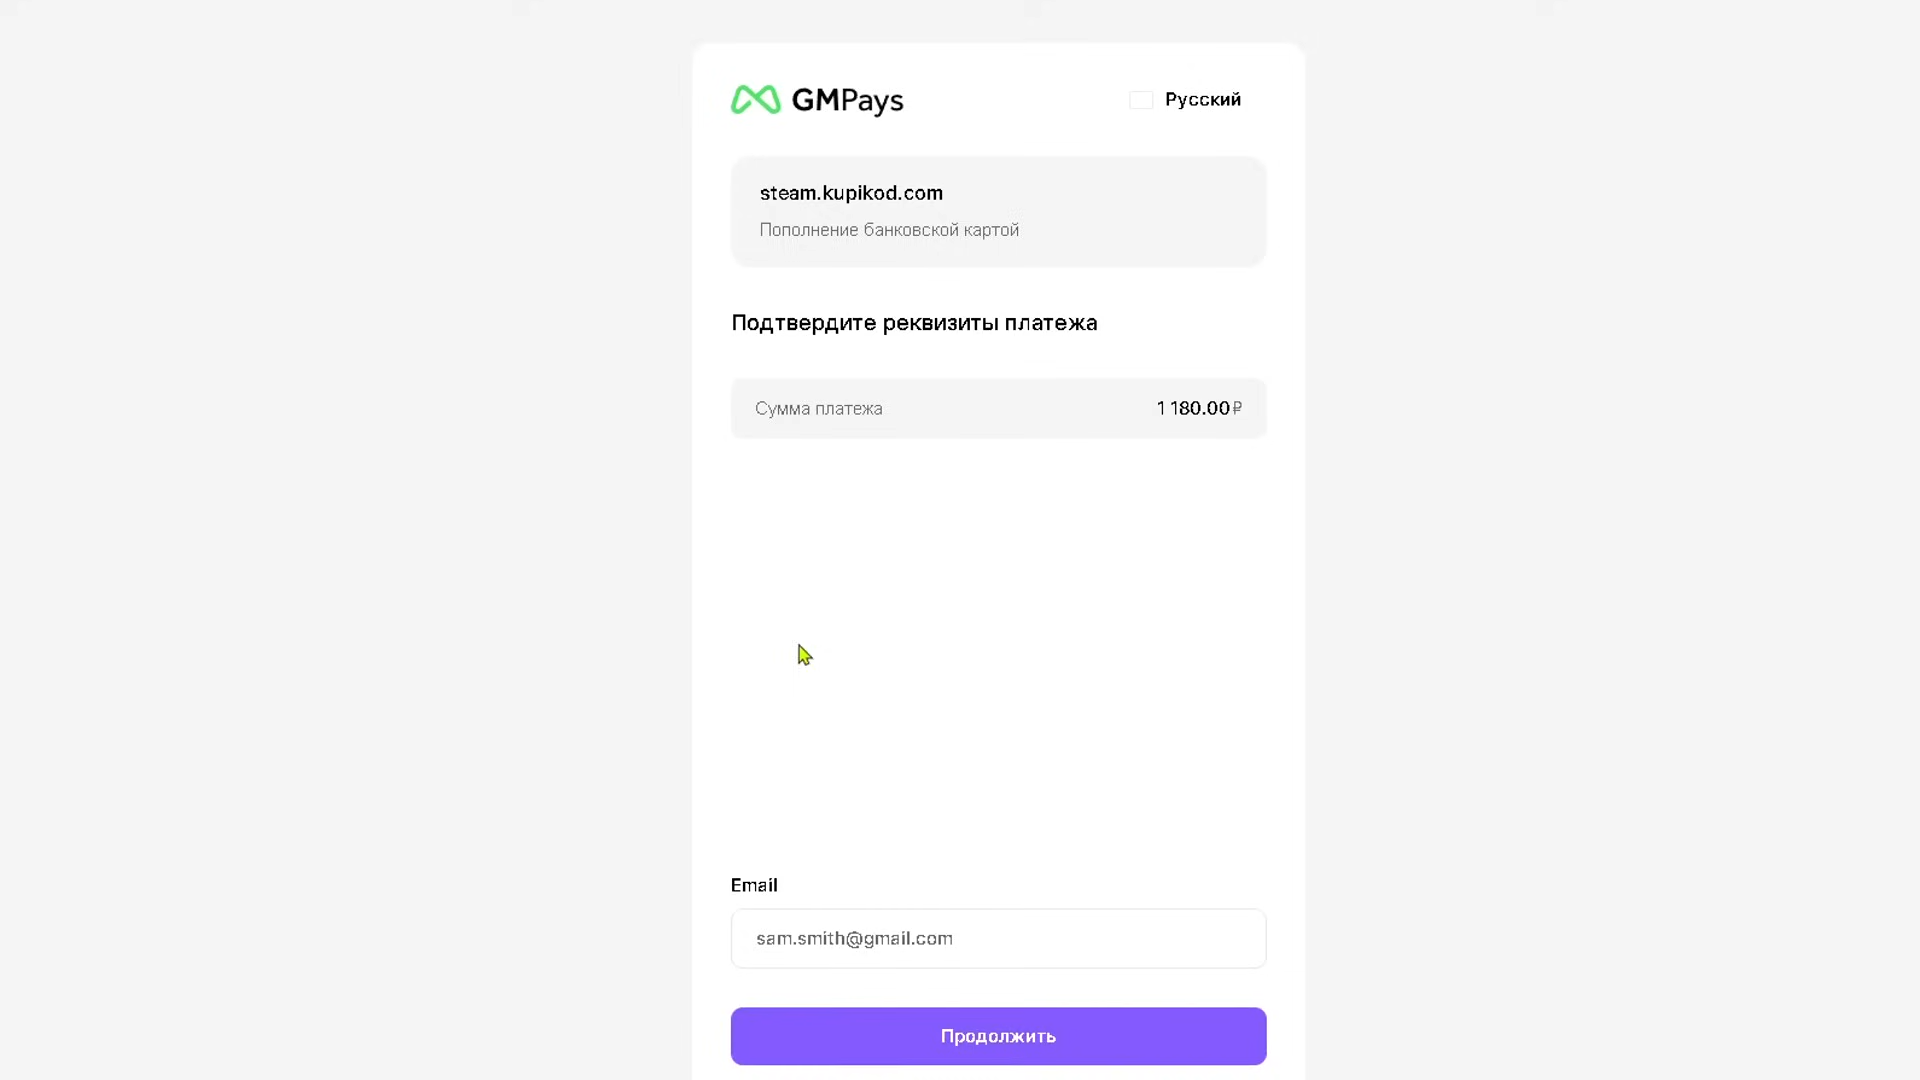 GMPays
Русский
steam.kupikod.com
Пополнение банковской картой
Подтвердите реквизиты платежа
Сумма платежа 1 180.00 ₽
Email
sam.smith@gmail.com
Продолжить